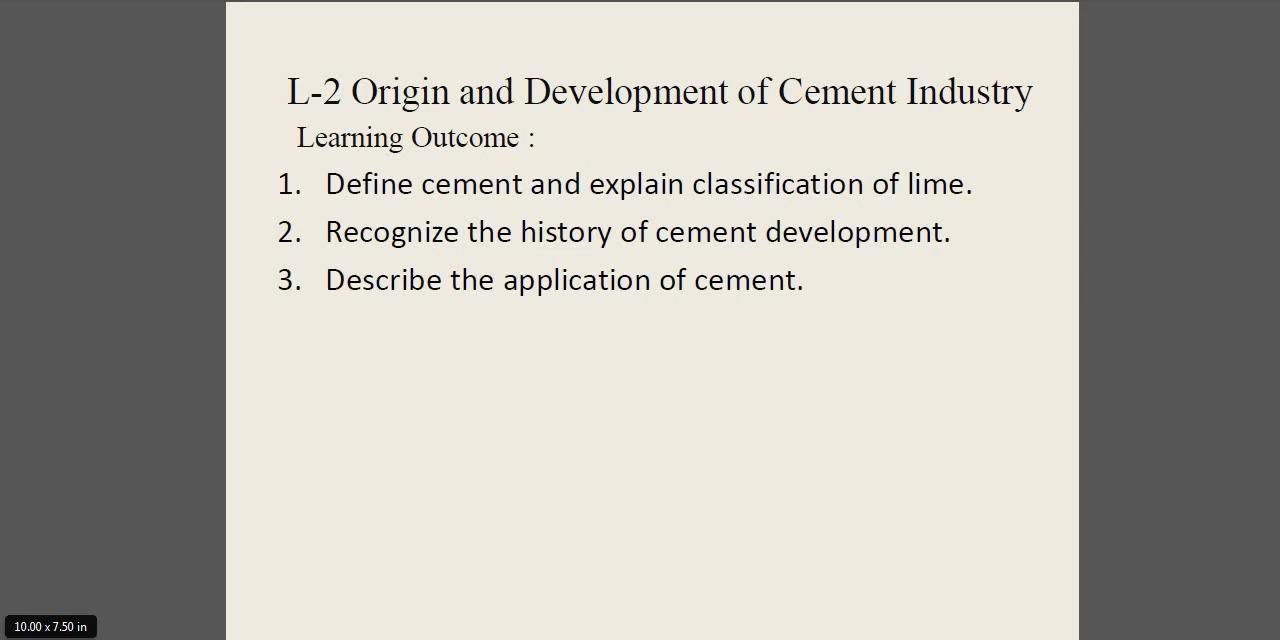 L-2 Origin and Development of Cement Industry
Learning Outcome :
1. Define cement and explain classification of lime.
2. Recognize the history of cement development.
3. Describe the application of cement.
10.00 x 7.50 in